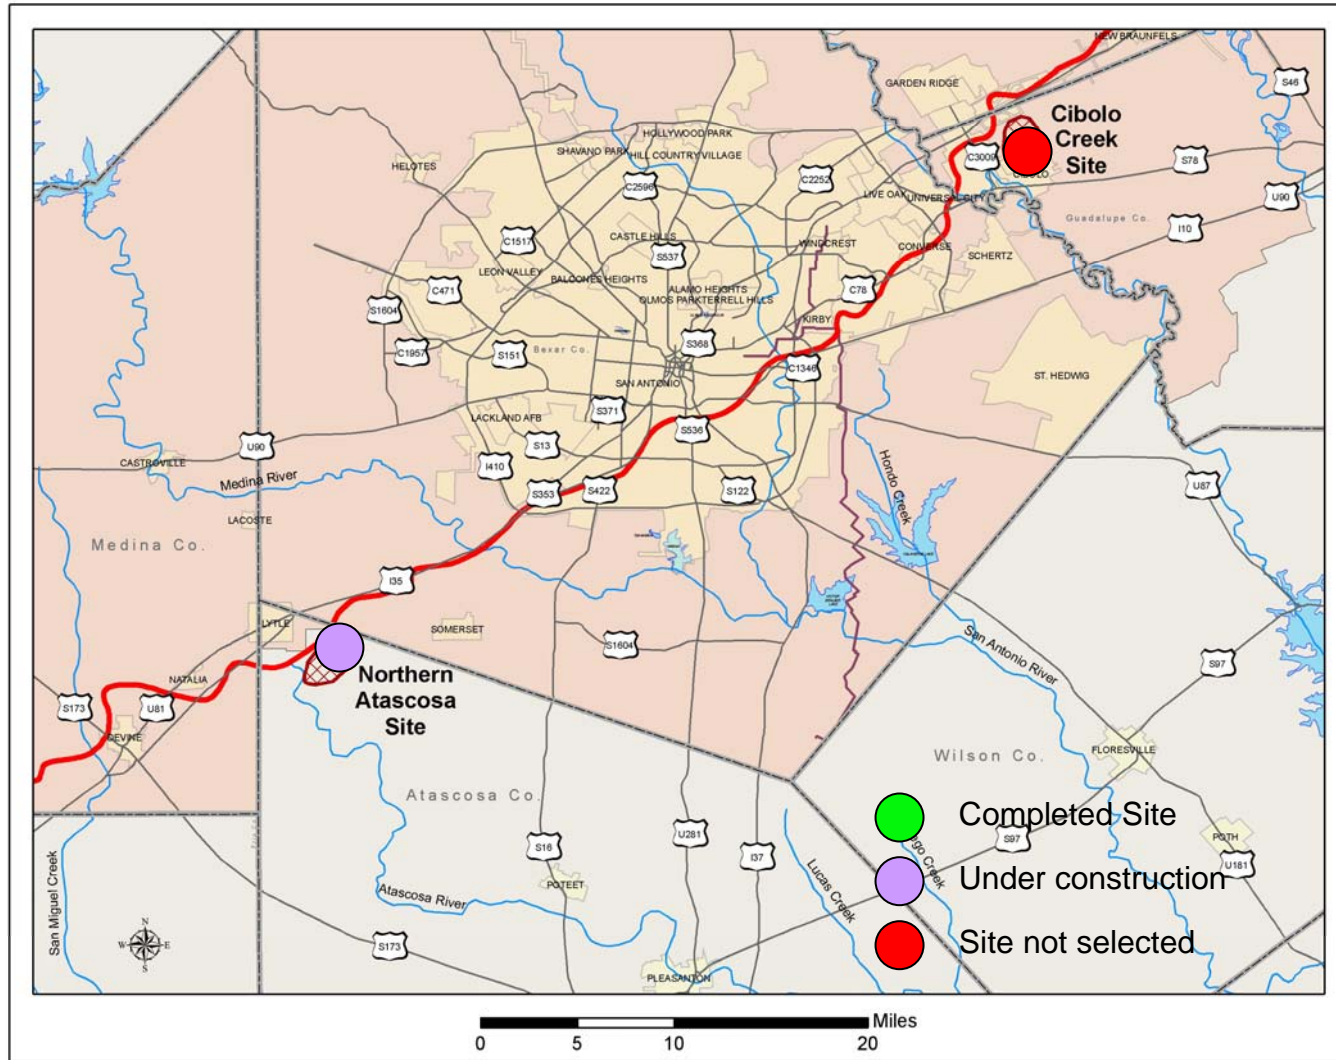 NEW BRAUNFELS
GARDEN RIDGE
S46
Cibolo
Creek
Site
HOLLYWOOD PARK
SHAVANO PARK
HILL COUNTRY VILLAGE
HELOTES
C3009
S78
C2596
C2252
LIVE OAK
UNIVERSAL CITY
U90
Guadalupe Co.
I10
C1517
CASTLE HILLS
S537
WINDCREST
CONVERSE
SCHERTZ
LEON VALLEY
BALCONES HEIGHTS
C471
ALAMO HEIGHTS
OLMOS PARK
TERRELL HILLS
C78
S1604
KIRBY
C1957
S151
Bexar Co.
S368
C1346
SAN ANTONIO
ST. HEDWIG
LACKLAND AFB
S371
S536
U90
S13
CASTROVILLE
I410
Medina River
S353
S422
S122
Hondo Creek
U87
LACOSTE
Medina Co.
I35
LYTLE
SOMERSET
S1604
San Antonio River
S97
Northern
Atascosa
Site
NATALIA
S173
U81
DEVINE
FLORESVILLE
Wilson Co.
Atascosa Co.
Completed Site
S16
U281
I37
S97
POTH
U181
ago Creek
Under construction
Lucas Creek
POTEET
Atascosa River
San Miguel Creek
N
W E
S
S173
Site not selected
PLEASANTON
Miles
0 5 10 20